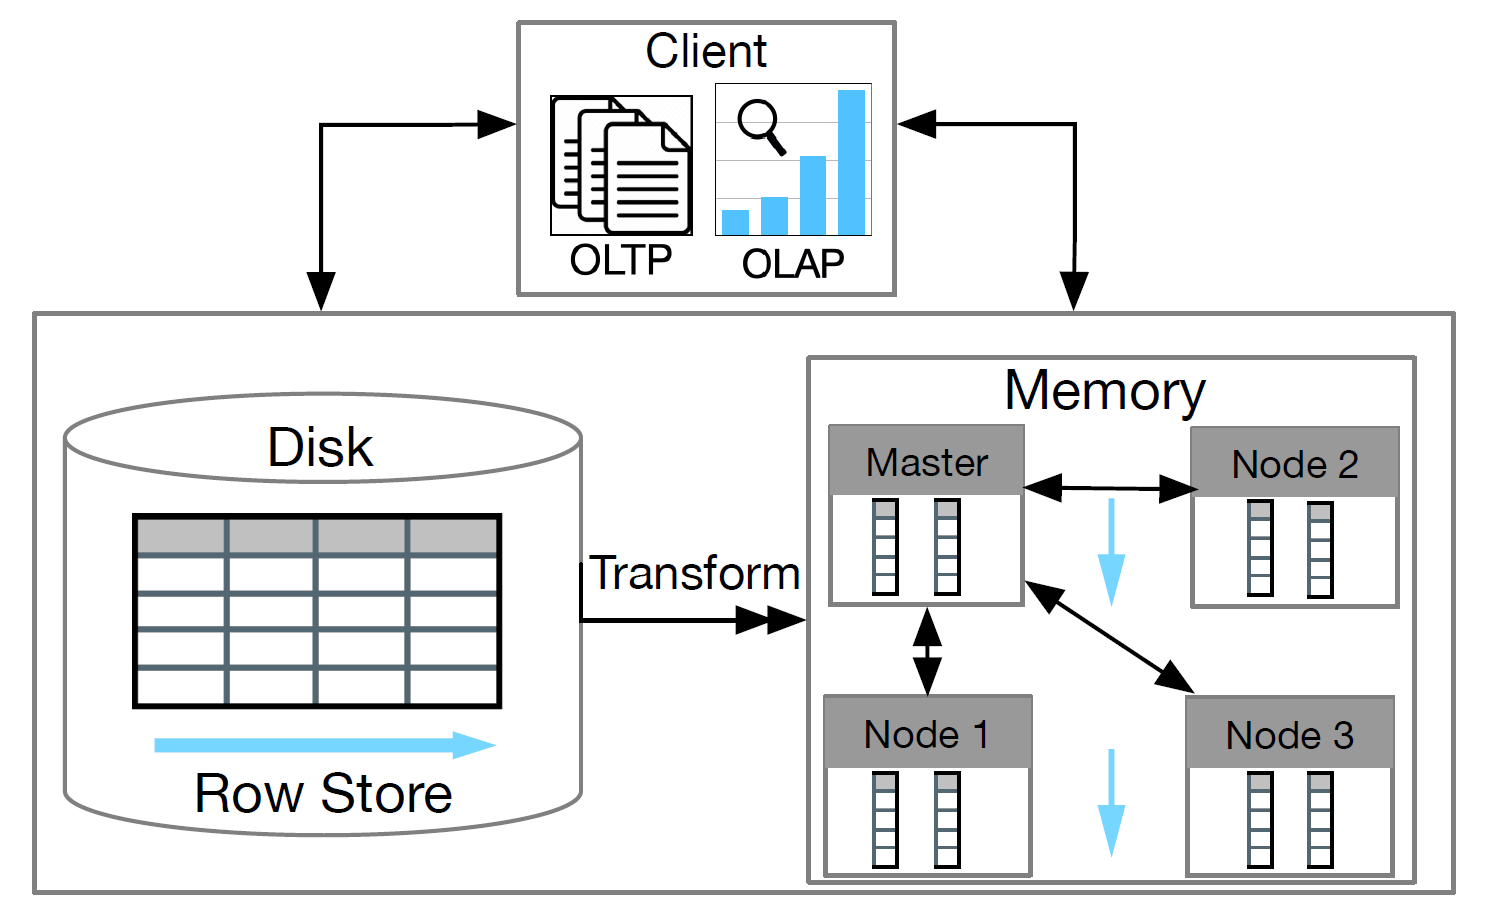 Client
OLTP
OLAP
Disk
Row Store
Transform
Memory
Master
Node 2
Node 1
Node 3